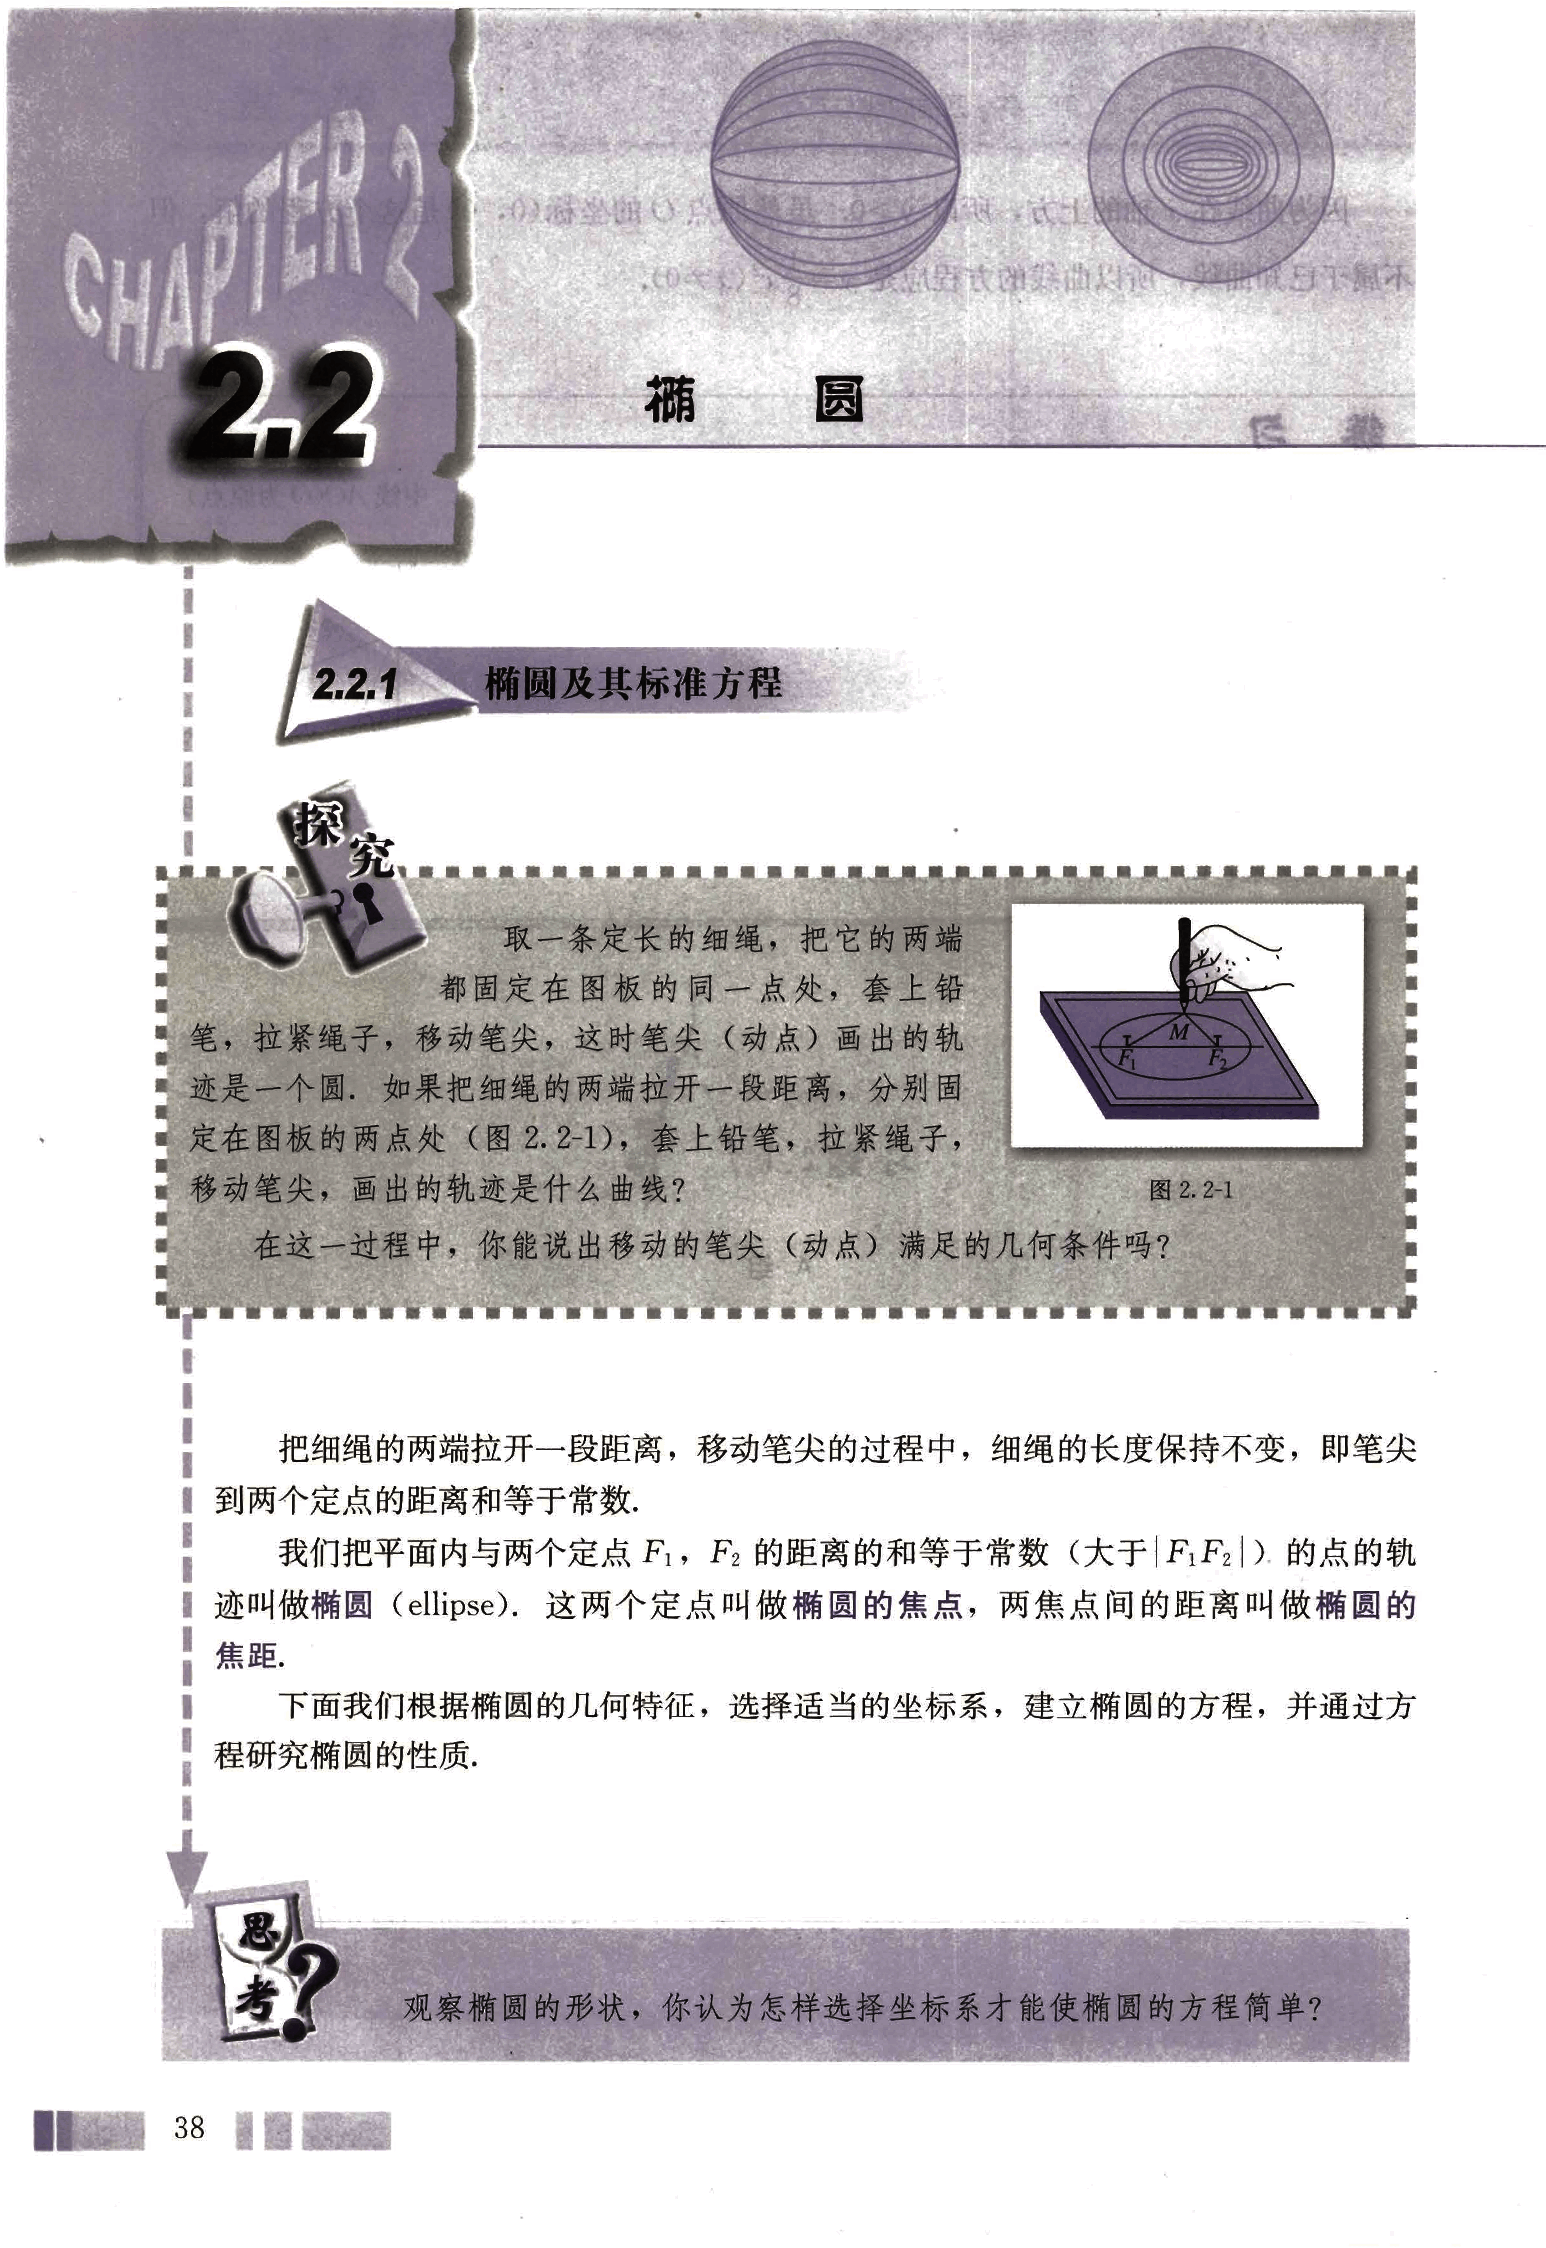 CHAPTER 2
2.2
椭 圆
2.2.1 椭圆及其标准方程
探究
取一条定长的细绳，把它的两端
都固定在图板的同一点处，套上铅
笔，拉紧绳子，移动笔尖，这时笔尖（动点）画出的轨
迹是一个圆. 如果把细绳的两端拉开一段距离，分别固
定在图板的两点处（图 2.2-1），套上铅笔，拉紧绳子，
移动笔尖，画出的轨迹是什么曲线？
M
F₁ F₂
图 2.2-1
在这一过程中，你能说出移动的笔尖（动点）满足的几何条件吗？
把细绳的两端拉开一段距离，移动笔尖的过程中，细绳的长度保持不变，即笔尖
到两个定点的距离和等于常数.
我们把平面内与两个定点 F₁，F₂ 的距离的和等于常数（大于|F₁F₂|）的点的轨
迹叫做椭圆（ellipse）. 这两个定点叫做椭圆的焦点，两焦点间的距离叫做椭圆的
焦距.
下面我们根据椭圆的几何特征，选择适当的坐标系，建立椭圆的方程，并通过方
程研究椭圆的性质.
思考？
观察椭圆的形状，你认为怎样选择坐标系才能使椭圆的方程简单？
38